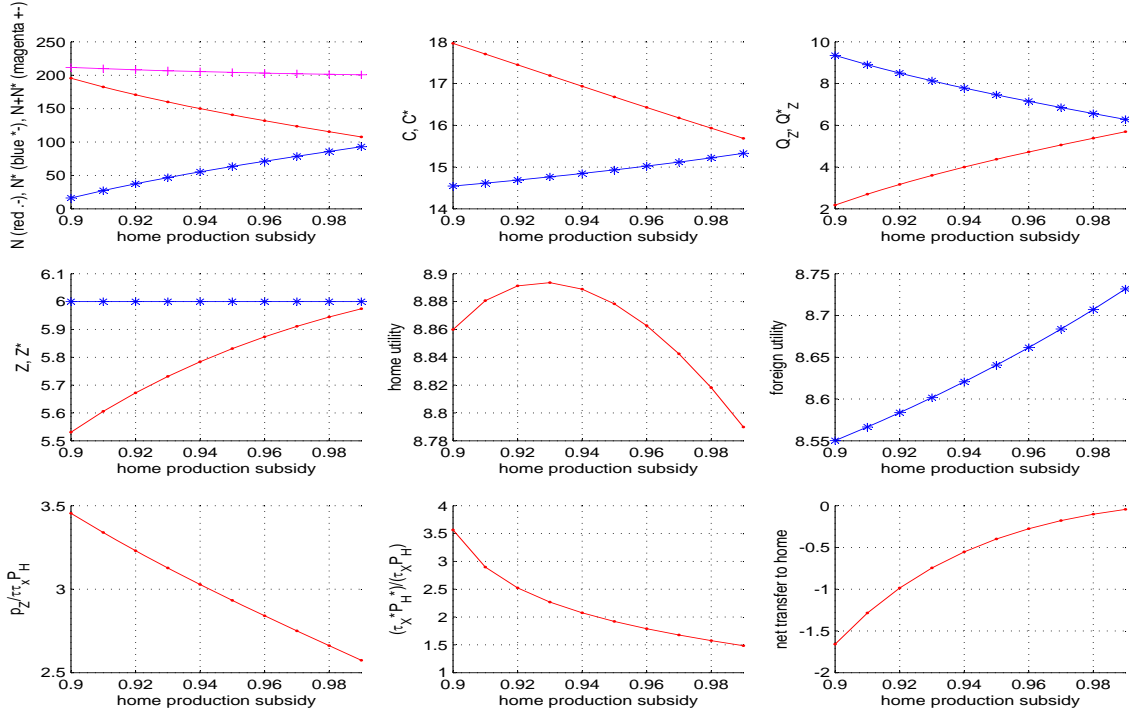 N (red .-), N* (blue *-), N+N* (magenta +-)
250
200
150
100
50
0
0.9 0.92 0.94 0.96 0.98
home production subsidy
C, C*
18
17
16
15
14
0.9 0.92 0.94 0.96 0.98
home production subsidy
Q_Z, Q*_Z
10
8
6
4
2
0.9 0.92 0.94 0.96 0.98
home production subsidy
Z, Z*
6.1
6
5.9
5.8
5.7
5.6
5.5
0.9 0.92 0.94 0.96 0.98
home production subsidy
home utility
8.9
8.88
8.86
8.84
8.82
8.8
8.78
0.9 0.92 0.94 0.96 0.98
home production subsidy
foreign utility
8.75
8.7
8.65
8.6
8.55
0.9 0.92 0.94 0.96 0.98
home production subsidy
p_Z/ττ_XP_H
3.5
3
2.5
0.9 0.92 0.94 0.96 0.98
home production subsidy
(τ_X*P_H*)/(τ_XP_H)
4
3.5
3
2.5
2
1.5
1
0.9 0.92 0.94 0.96 0.98
home production subsidy
net transfer to home
0
-0.5
-1
-1.5
-2
0.9 0.92 0.94 0.96 0.98
home production subsidy